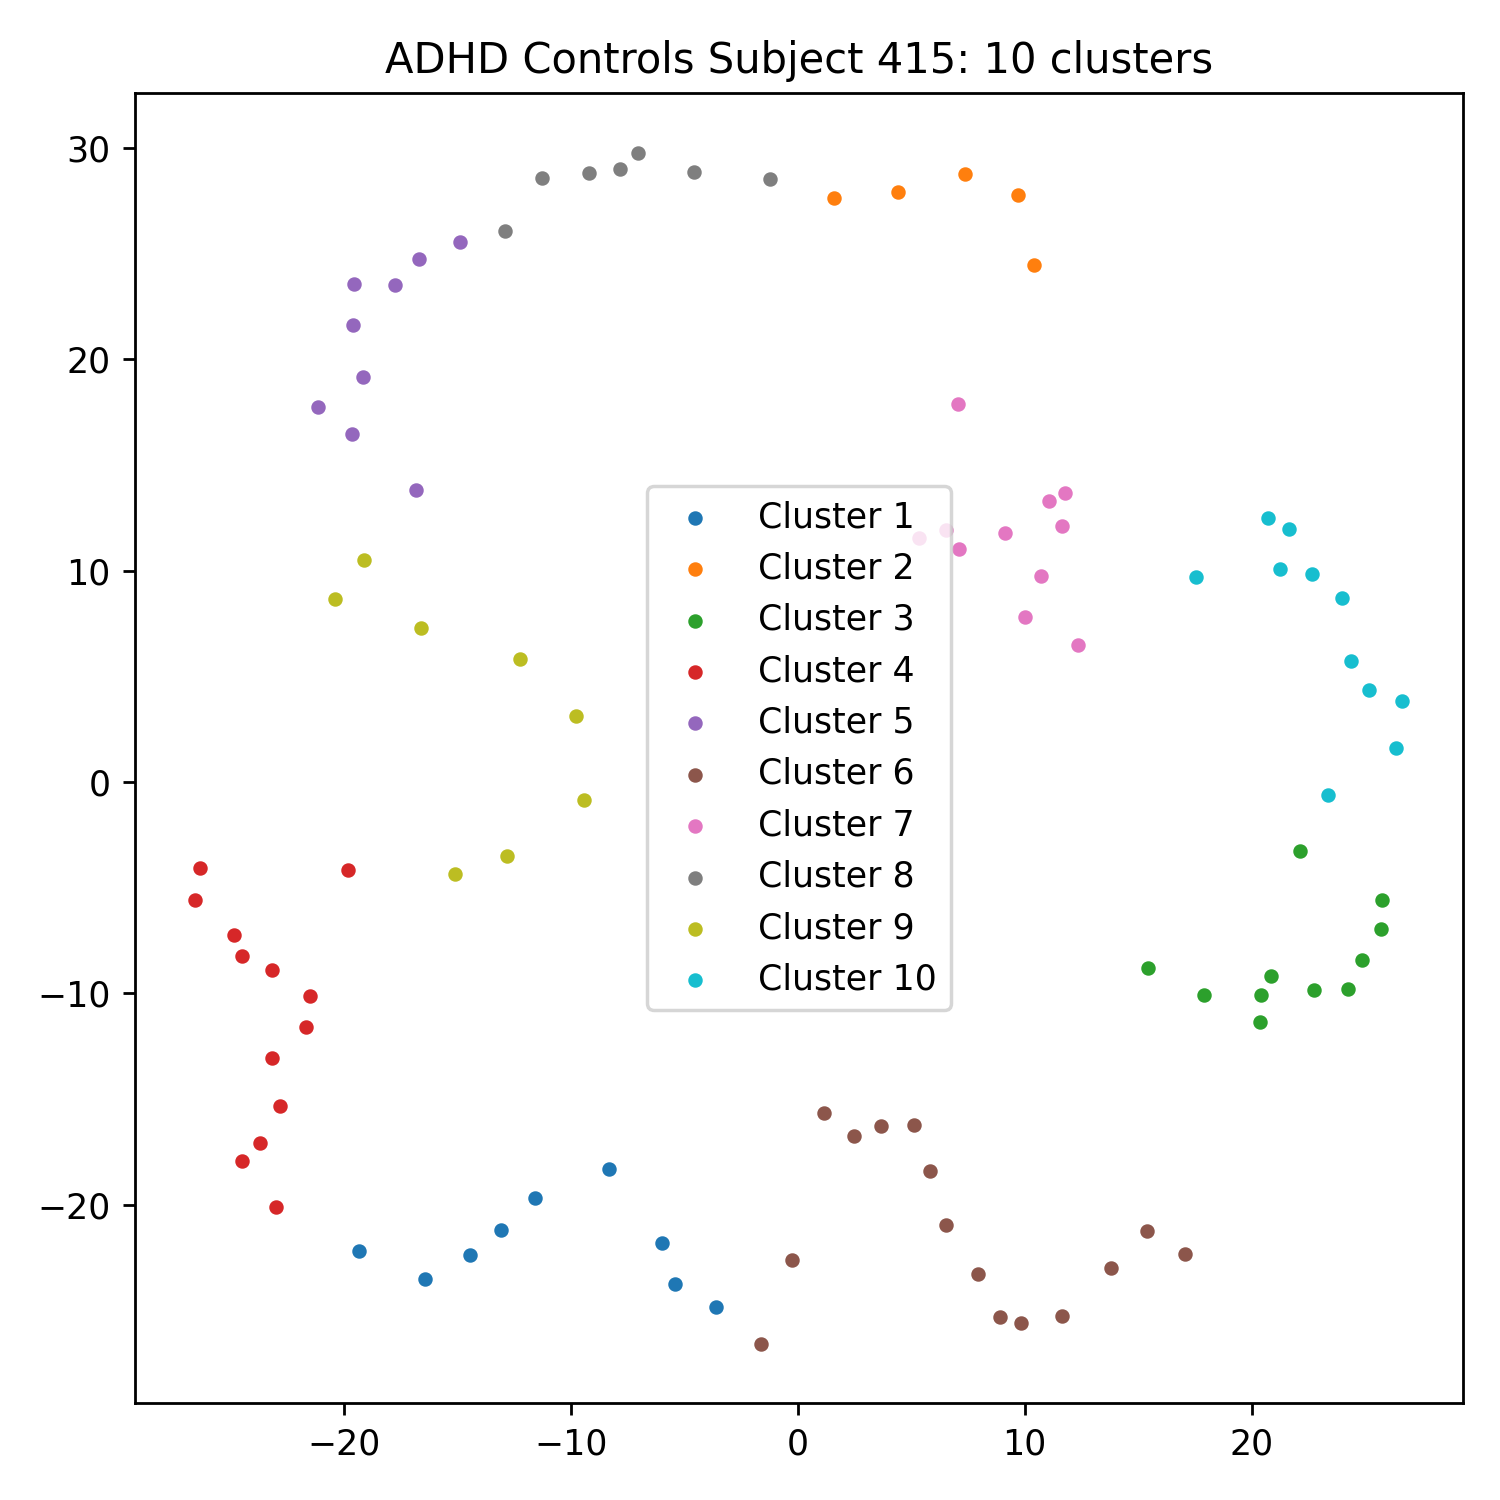 ADHD Controls Subject 415: 10 clusters
30
20
10
0
−10
−20
Cluster 1
Cluster 2
Cluster 3
Cluster 4
Cluster 5
Cluster 6
Cluster 7
Cluster 8
Cluster 9
Cluster 10
−20 −10 0 10 20